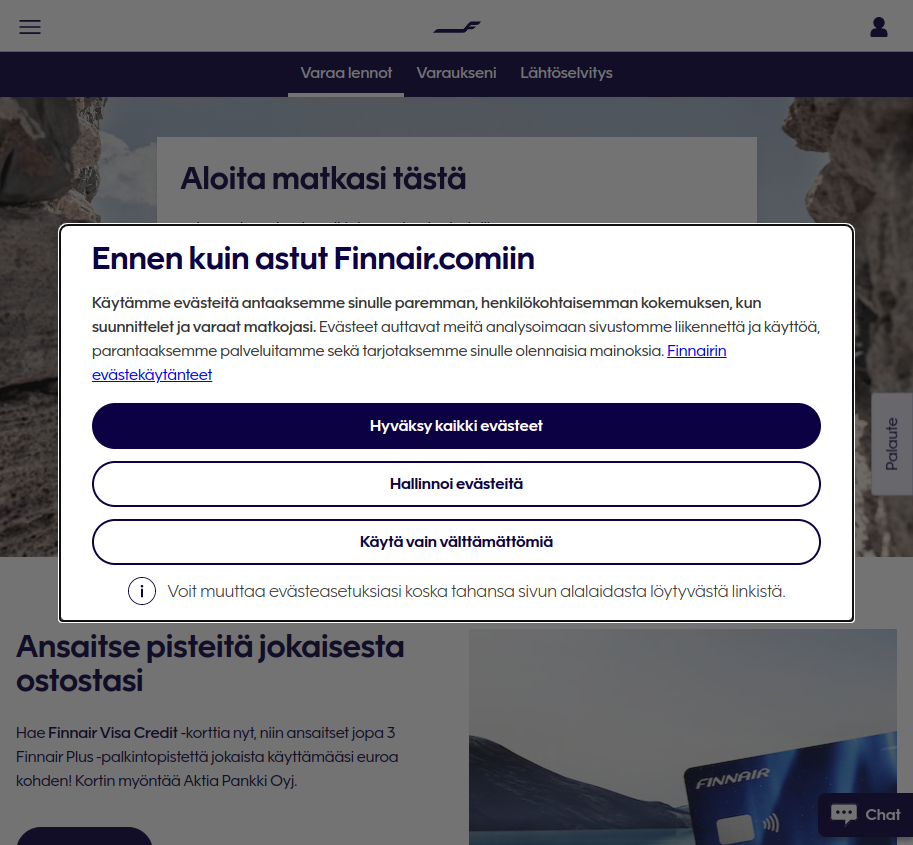 Varaa lennot Varaukseni Lähtöselvitys
Aloita matkasi tästä
Ennen kuin astut Finnair.comiin
Käytämme evästeitä antaaksemme sinulle paremman, henkilökohtaisemman kokemuksen, kun
suunnittelet ja varaat matkojasi. Evästeet auttavat meitä analysoimaan sivustomme liikennettä ja käyttöä,
parantaaksemme palveluitamme sekä tarjotaksemme sinulle olennaisia mainoksia. Finnairin
evästekäytänteet
Hyväksy kaikki evästeet
Palaute
Hallinnoi evästeitä
Käytä vain välttämättömiä
Voit muuttaa evästeasetuksiasi koska tahansa sivun alalaidasta löytyvästä linkistä.
Ansaitse pisteitä jokaisesta
ostostasi
Hae Finnair Visa Credit -korttia nyt, niin ansaitset jopa 3
Finnair Plus -palkintopistettä jokaista käyttämääsi euroa
kohden! Kortin myöntää Aktia Pankki Oyj.
FINNAIR
Chat